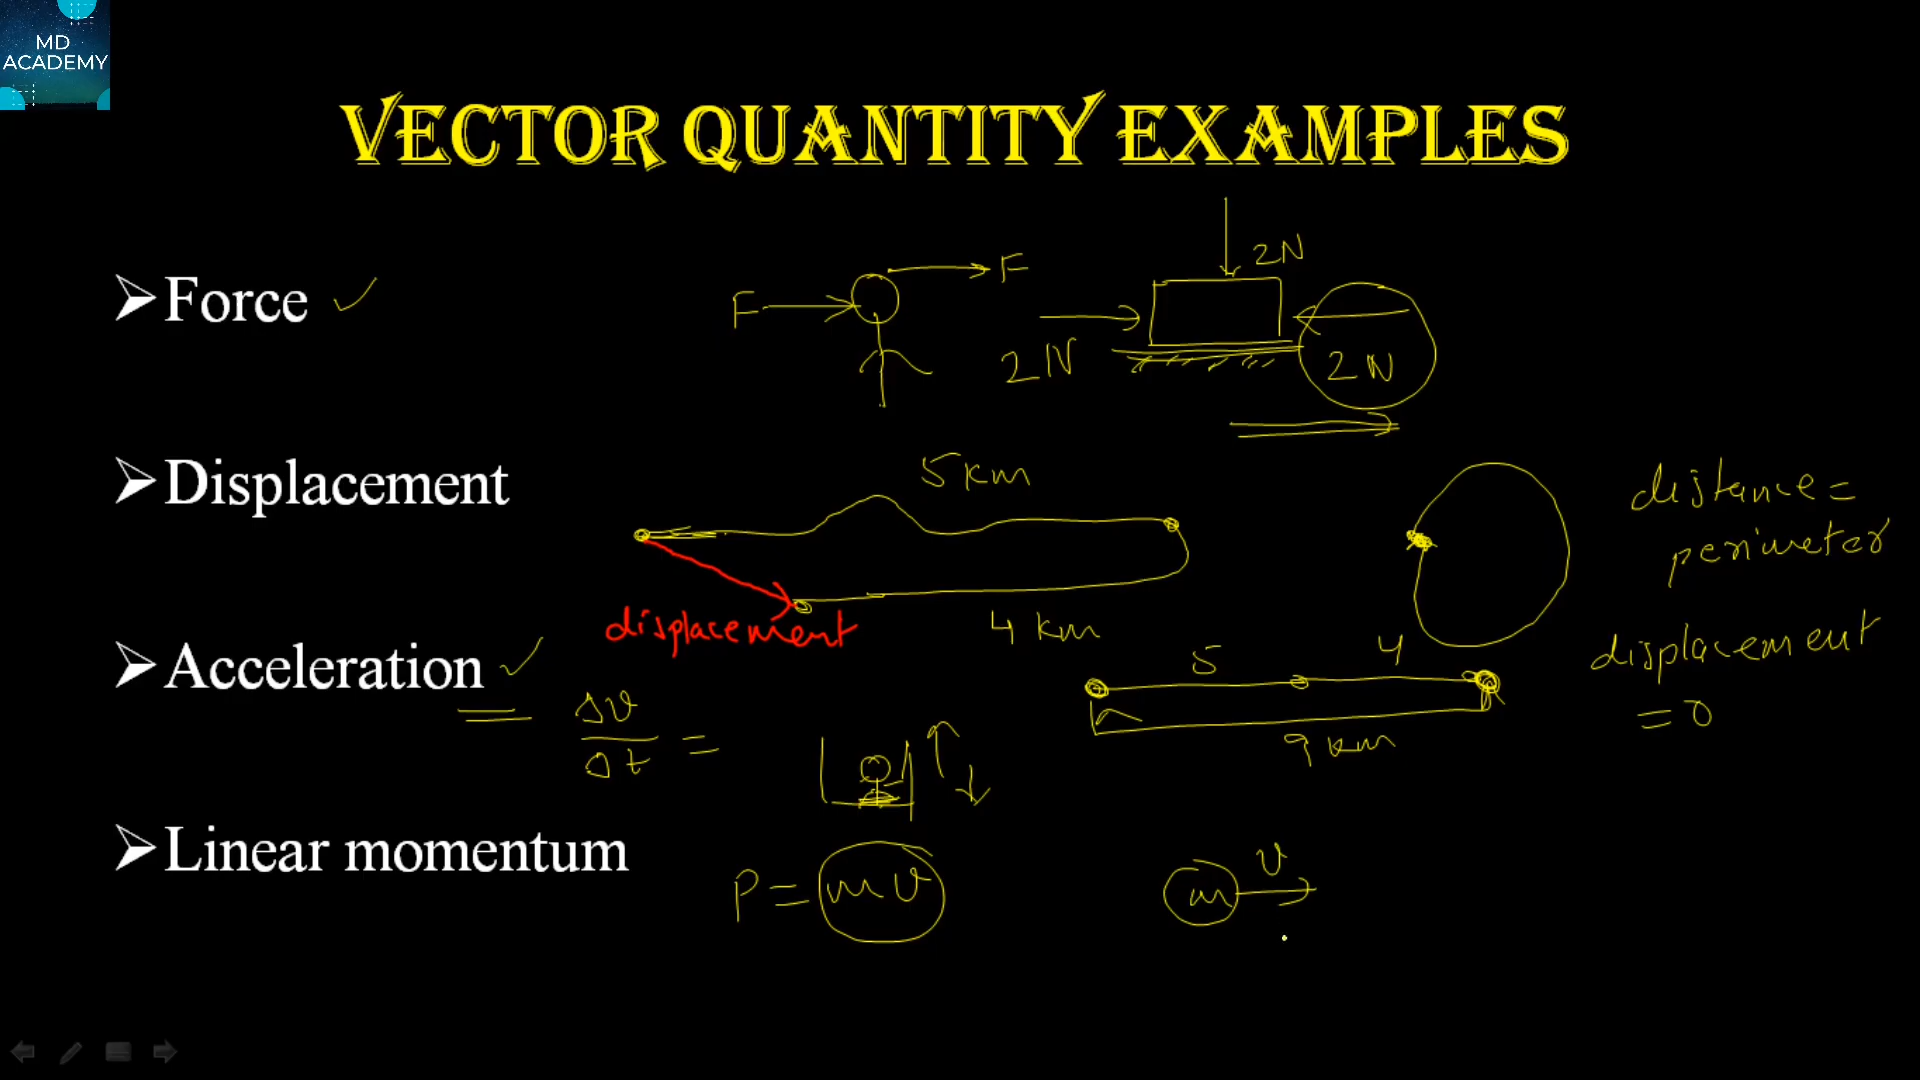 MD
ACADEMY
VECTOR QUANTITY EXAMPLES
Force
F
F
2N
2N
2N
Displacement
5 km
displacement
4 km
distance =
perimeter
displacement
= 0
5
4
9 km
Acceleration
Δv
Δt =
Linear momentum
P = mv
m
v